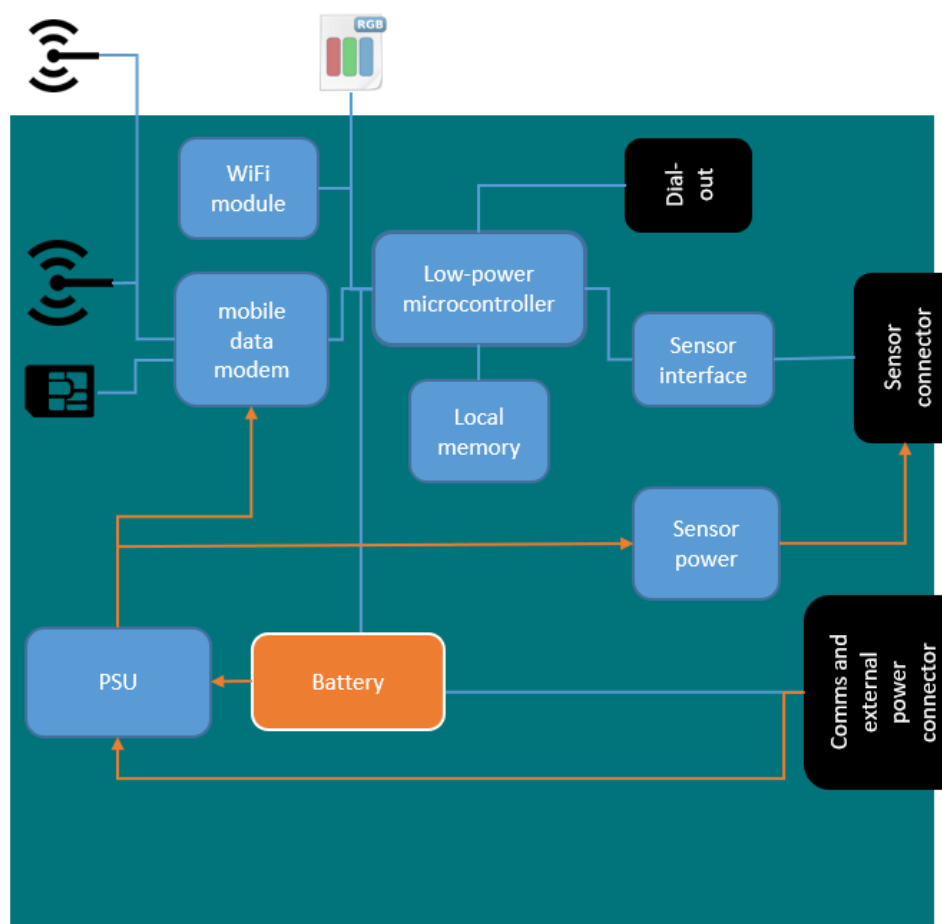 RGB
WiFi
module
Dial-
out
Low-power
microcontroller
mobile
data
modem
Sensor
interface
Sensor
connector
Local
memory
Sensor
power
PSU
Battery
Comms and
external
power
connector